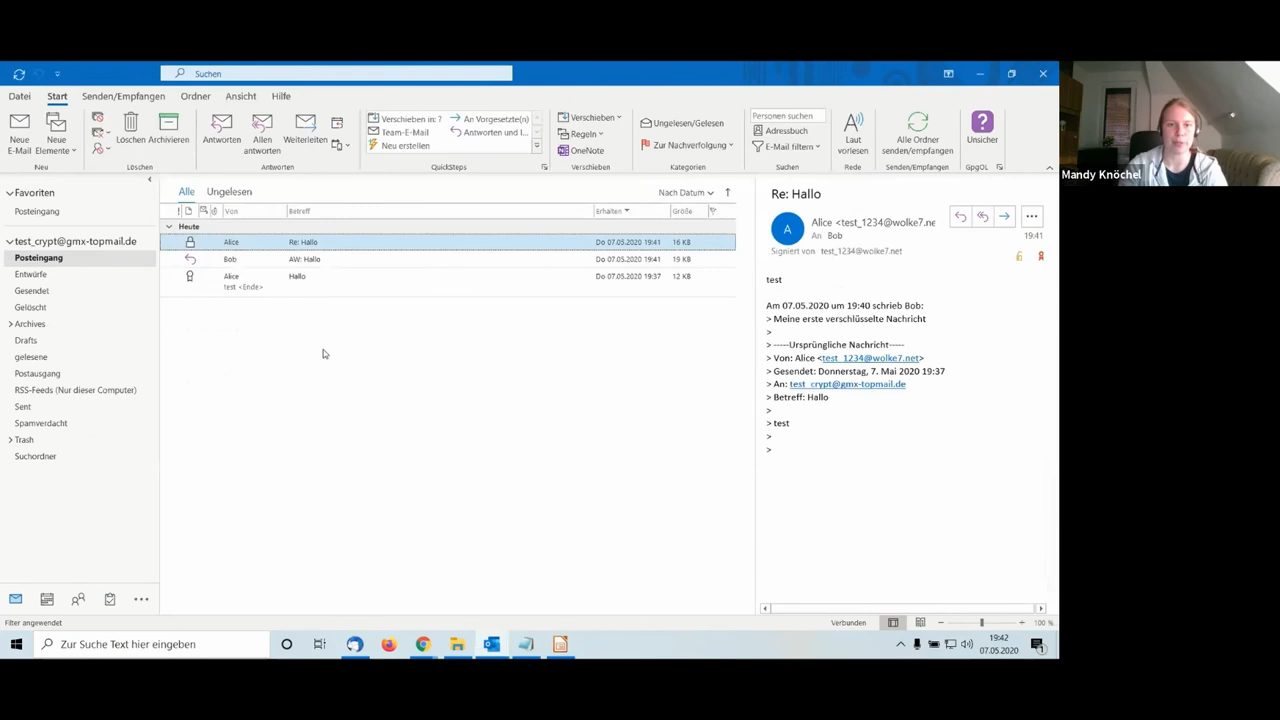 Suchen
Datei Start Senden/Empfangen Ordner Ansicht Hilfe
Neue E-Mail
Neue Elemente
Neu
Löschen
Archivieren
Löschen
Antworten
Allen antworten
Weiterleiten
Antworten
Verschieben in: ?
Team-E-Mail
Neu erstellen
An Vorgesetzte(n)
Antworten und l...
QuickSteps
Verschieben
Regeln
OneNote
Verschieben
Ungelesen/Gelesen
Zur Nachverfolgung
Kategorien
Personen suchen
Adressbuch
E-Mail filtern
Suchen
Laut vorlesen
Rede
Alle Ordner senden/empfangen
Senden/Empfangen
Unsicher
GpgOL
Mandy Knöchel
Favoriten
Posteingang
test_crypt@gmx-topmail.de
Posteingang
Entwürfe
Gesendet
Gelöscht
Archives
Drafts
gelesene
Postausgang
RSS-Feeds (Nur dieser Computer)
Sent
Spamverdacht
Trash
Suchordner
Alle Ungelesen Nach Datum
Von Betreff Erhalten Größe
Heute
Alice Re: Hallo Do 07.05.2020 19:41 16 KB
Bob AW: Hallo Do 07.05.2020 19:41 19 KB
Alice Hallo Do 07.05.2020 19:37 12 KB
test <Ende>
Re: Hallo
A
Alice <test_1234@wolke7.ne
An Bob
19:41
Signiert von test_1234@wolke7.net
test
Am 07.05.2020 um 19:40 schrieb Bob:
> Meine erste verschlüsselte Nachricht
>
> -----Ursprüngliche Nachricht-----
> Von: Alice <test_1234@wolke7.net>
> Gesendet: Donnerstag, 7. Mai 2020 19:37
> An: test_crypt@gmx-topmail.de
> Betreff: Hallo
>
> test
>
>
Filter angewendet
Verbunden
100 %
Zur Suche Text hier eingeben
19:42
07.05.2020